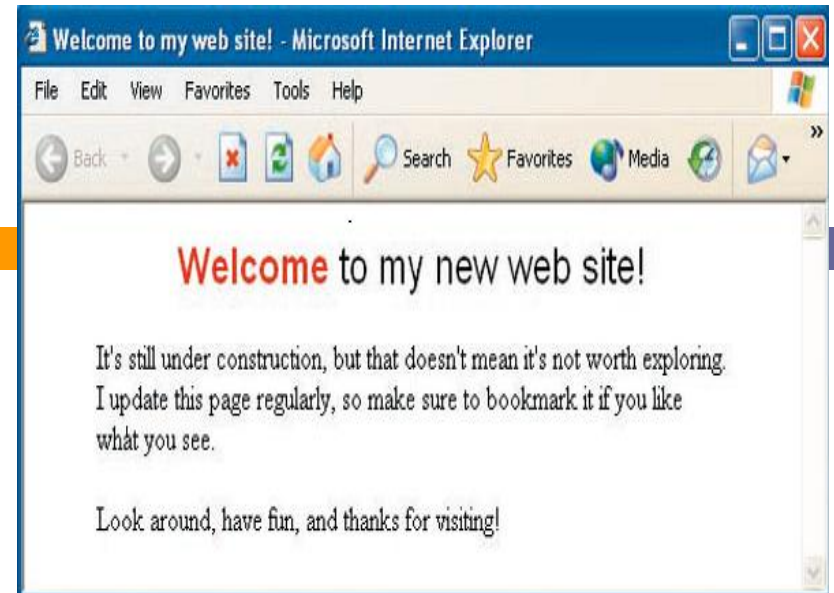 Welcome to my web site! - Microsoft Internet Explorer
File Edit View Favorites Tools Help
Back Search Favorites Media »
Welcome to my new web site!
It's still under construction, but that doesn't mean it's not worth exploring.
I update this page regularly, so make sure to bookmark it if you like
what you see.
Look around, have fun, and thanks for visiting!